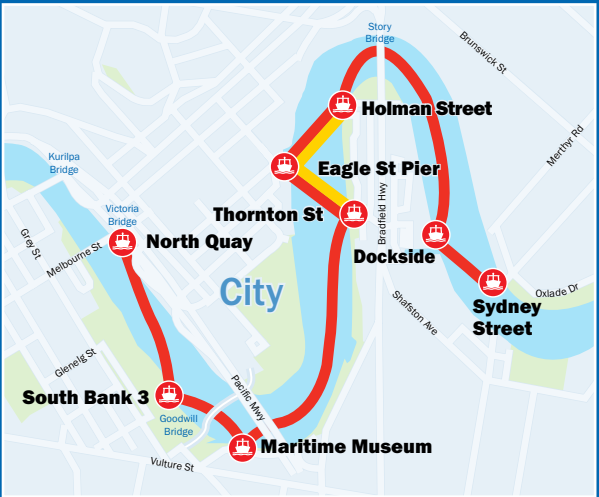 Story
Bridge
Brunswick St
Holman Street
Merthyr Rd
Kurilpa
Bridge
Eagle St Pier
Victoria
Bridge
Thornton St
Bradfield Hwy
Grey St
Melbourne St
North Quay
Dockside
City
Oxlade Dr
Sydney
Street
Shafston Ave
Glenelg St
Pacific Mwy
South Bank 3
Goodwill
Bridge
Maritime Museum
Vulture St